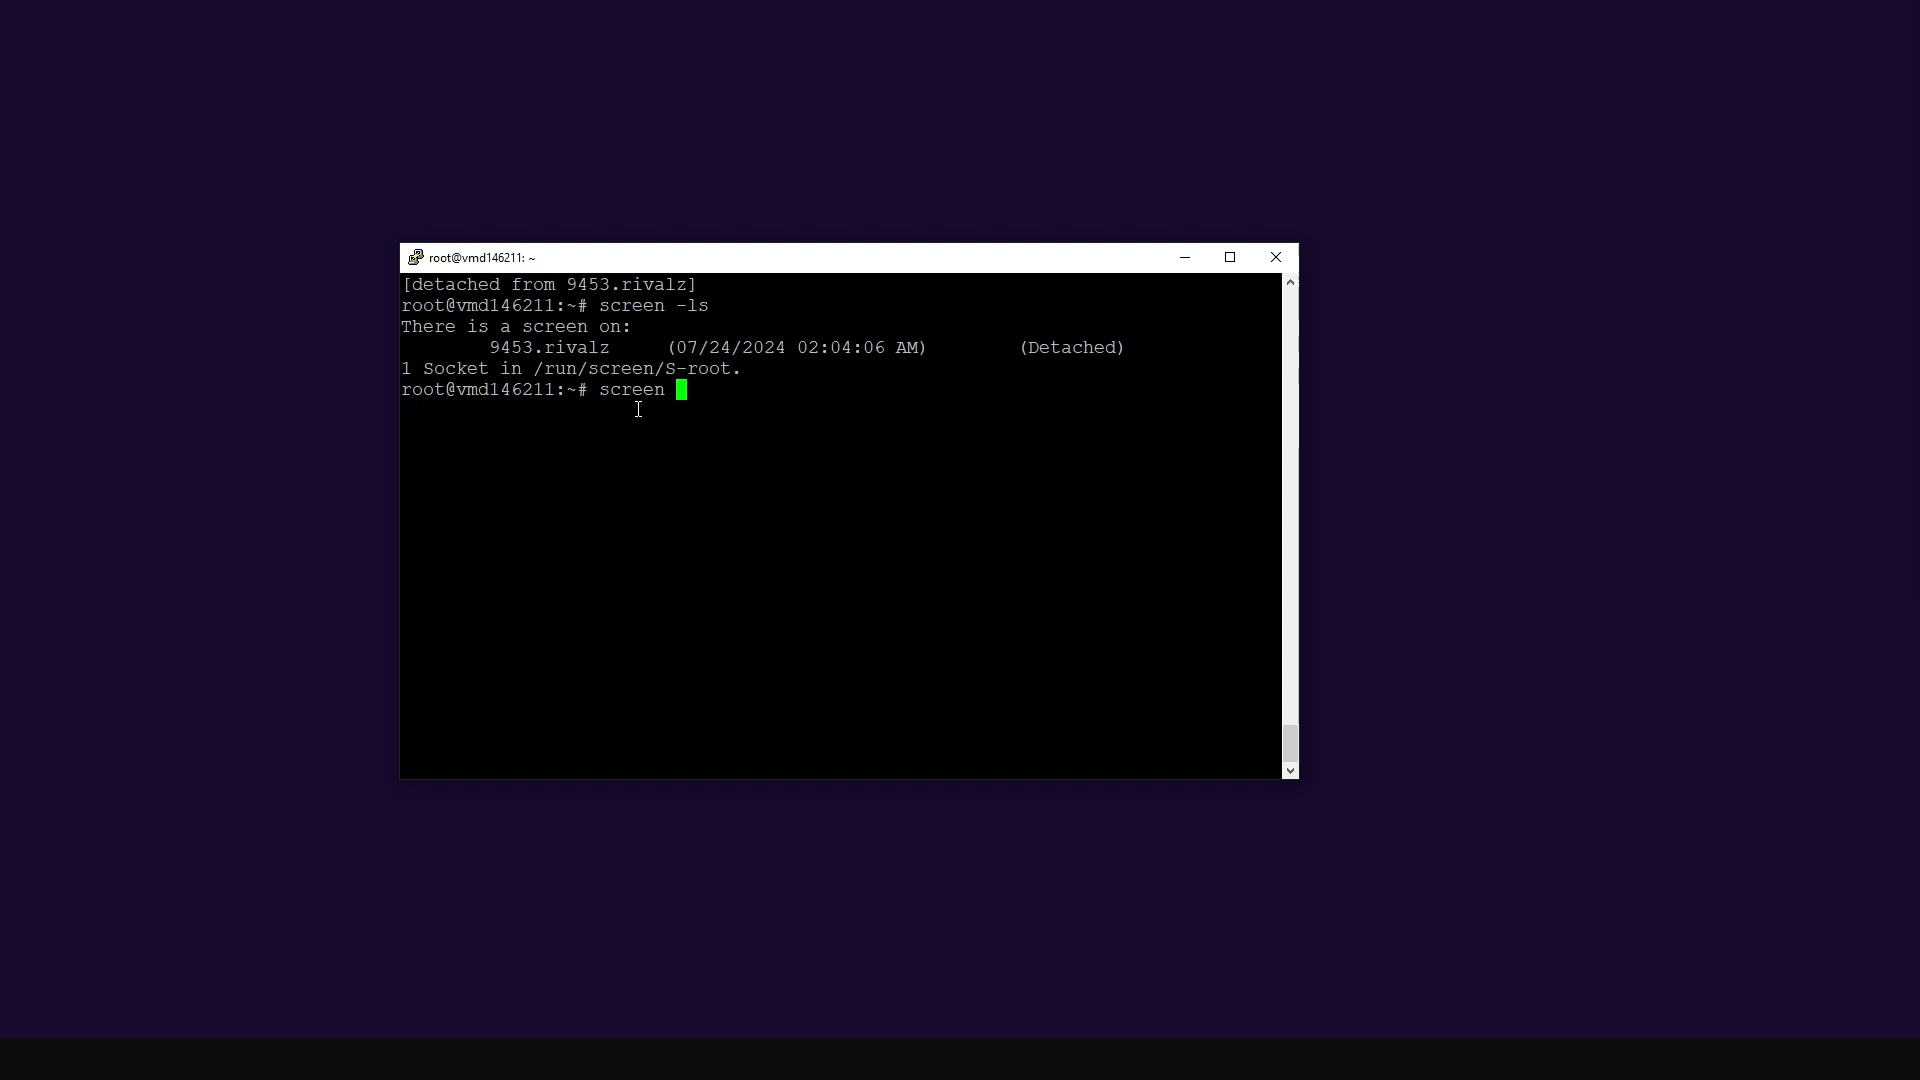 root@vmd146211: ~
[detached from 9453.rivalz]
root@vmd146211:~# screen -ls
There is a screen on:
        9453.rivalz     (07/24/2024 02:04:06 AM)        (Detached)
1 Socket in /run/screen/S-root.
root@vmd146211:~# screen